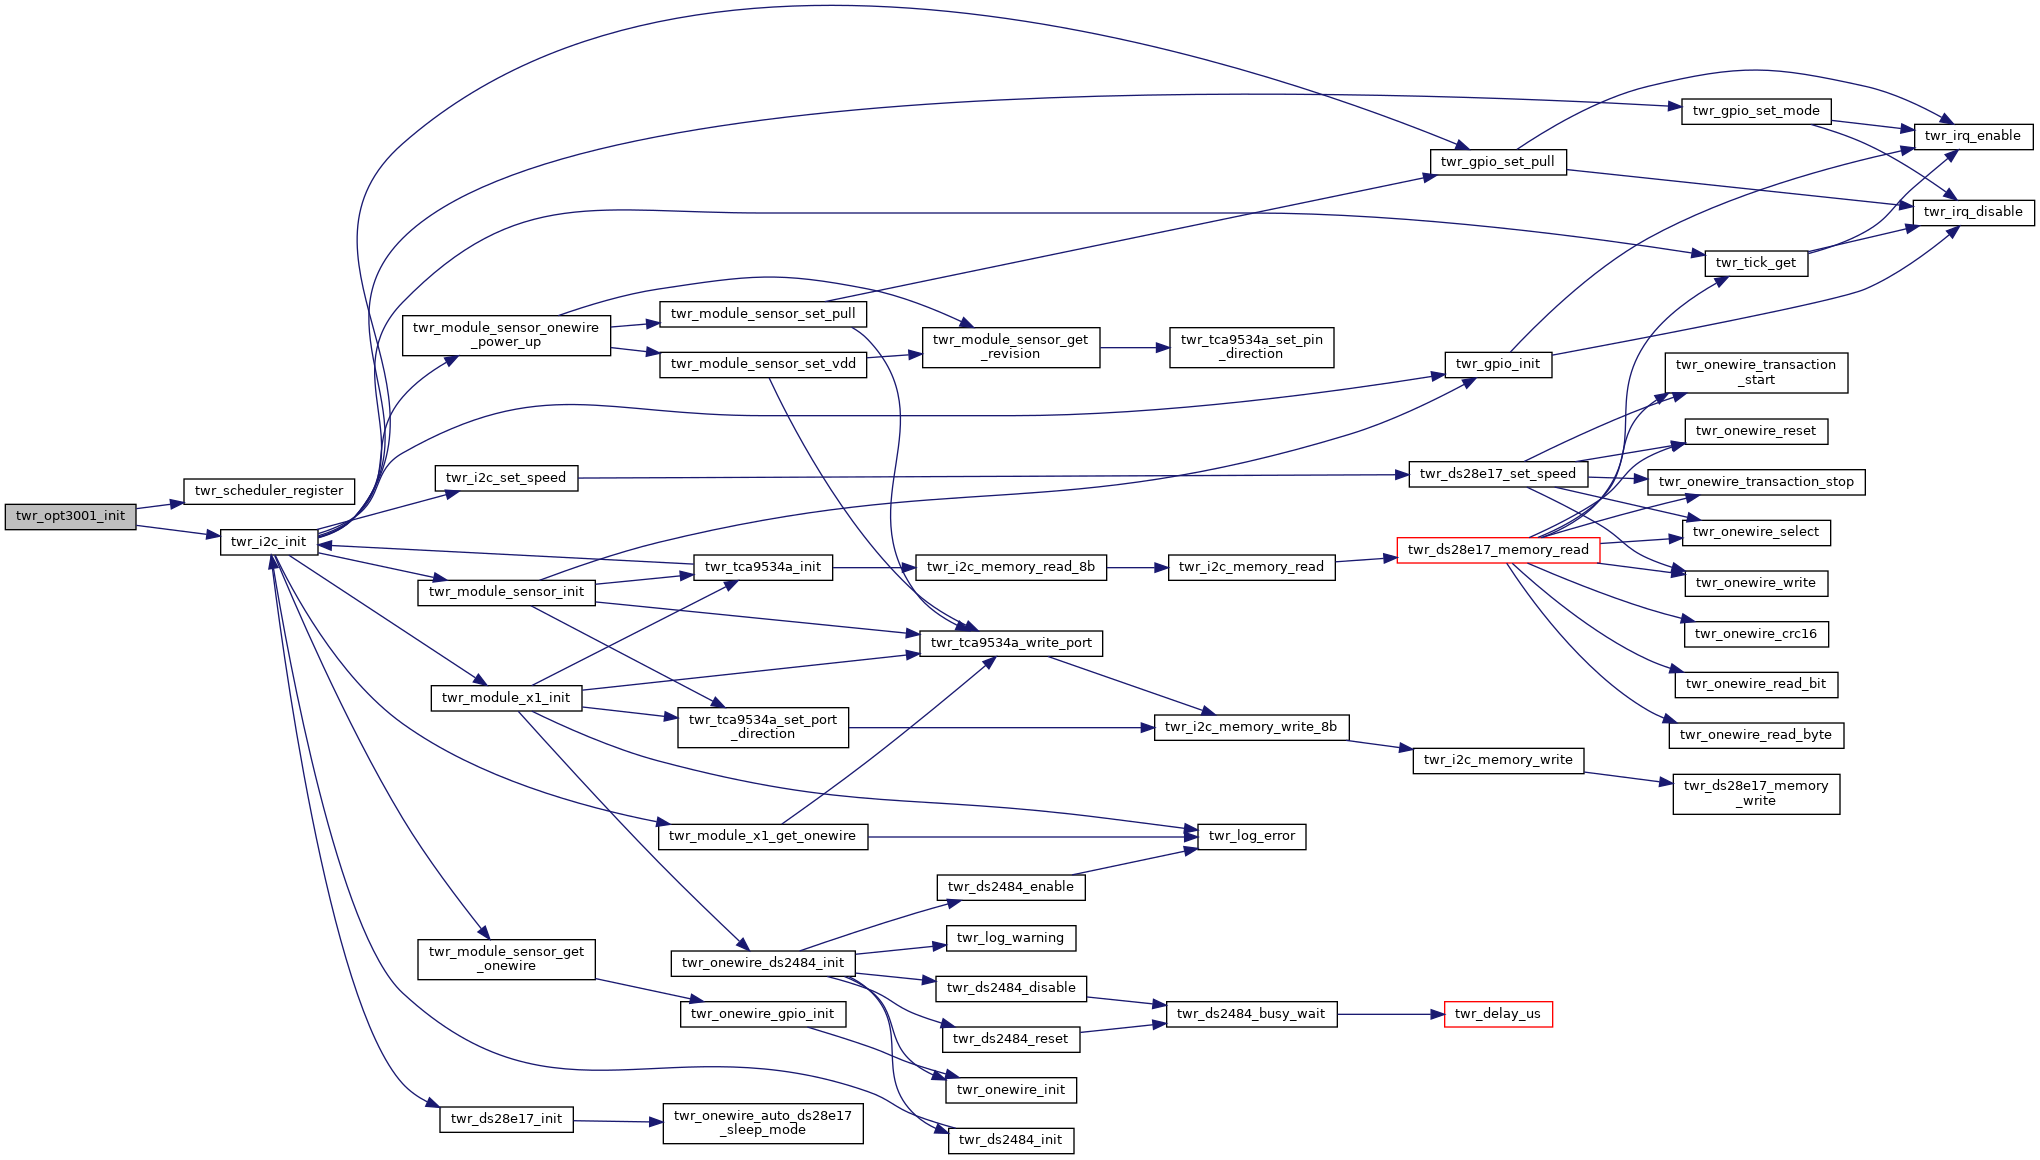 twr_opt3001_init
twr_scheduler_register
twr_i2c_init
twr_module_sensor_onewire
_power_up
twr_i2c_set_speed
twr_module_sensor_init
twr_module_x1_init
twr_module_sensor_get
_onewire
twr_ds28e17_init
twr_module_sensor_set_pull
twr_module_sensor_set_vdd
twr_tca9534a_init
twr_tca9534a_set_port
_direction
twr_module_x1_get_onewire
twr_onewire_ds2484_init
twr_onewire_gpio_init
twr_onewire_auto_ds28e17
_sleep_mode
twr_module_sensor_get
_revision
twr_i2c_memory_read_8b
twr_tca9534a_write_port
twr_ds2484_enable
twr_log_warning
twr_ds2484_disable
twr_ds2484_reset
twr_onewire_init
twr_ds2484_init
twr_tca9534a_set_pin
_direction
twr_i2c_memory_read
twr_i2c_memory_write_8b
twr_log_error
twr_ds2484_busy_wait
twr_gpio_set_pull
twr_gpio_init
twr_ds28e17_set_speed
twr_ds28e17_memory_read
twr_i2c_memory_write
twr_delay_us
twr_gpio_set_mode
twr_tick_get
twr_onewire_transaction
_start
twr_onewire_reset
twr_onewire_transaction_stop
twr_onewire_select
twr_onewire_write
twr_onewire_crc16
twr_onewire_read_bit
twr_onewire_read_byte
twr_ds28e17_memory
_write
twr_irq_enable
twr_irq_disable